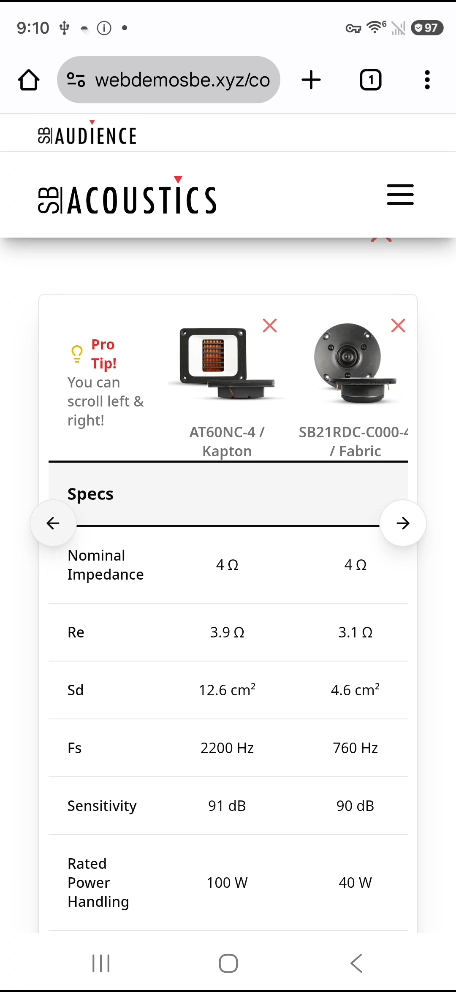 9:10
6
97
webdemosbe.xyz/co
1
SB AUDIENCE
SB ACOUSTICS
Pro
Tip!
You can
scroll left &
right!
AT60NC-4 /
Kapton
SB21RDC-C000-4
/ Fabric
Specs
Nominal
Impedance
4 Ω
4 Ω
Re
3.9 Ω
3.1 Ω
Sd
12.6 cm²
4.6 cm²
Fs
2200 Hz
760 Hz
Sensitivity
91 dB
90 dB
Rated
Power
Handling
100 W
40 W